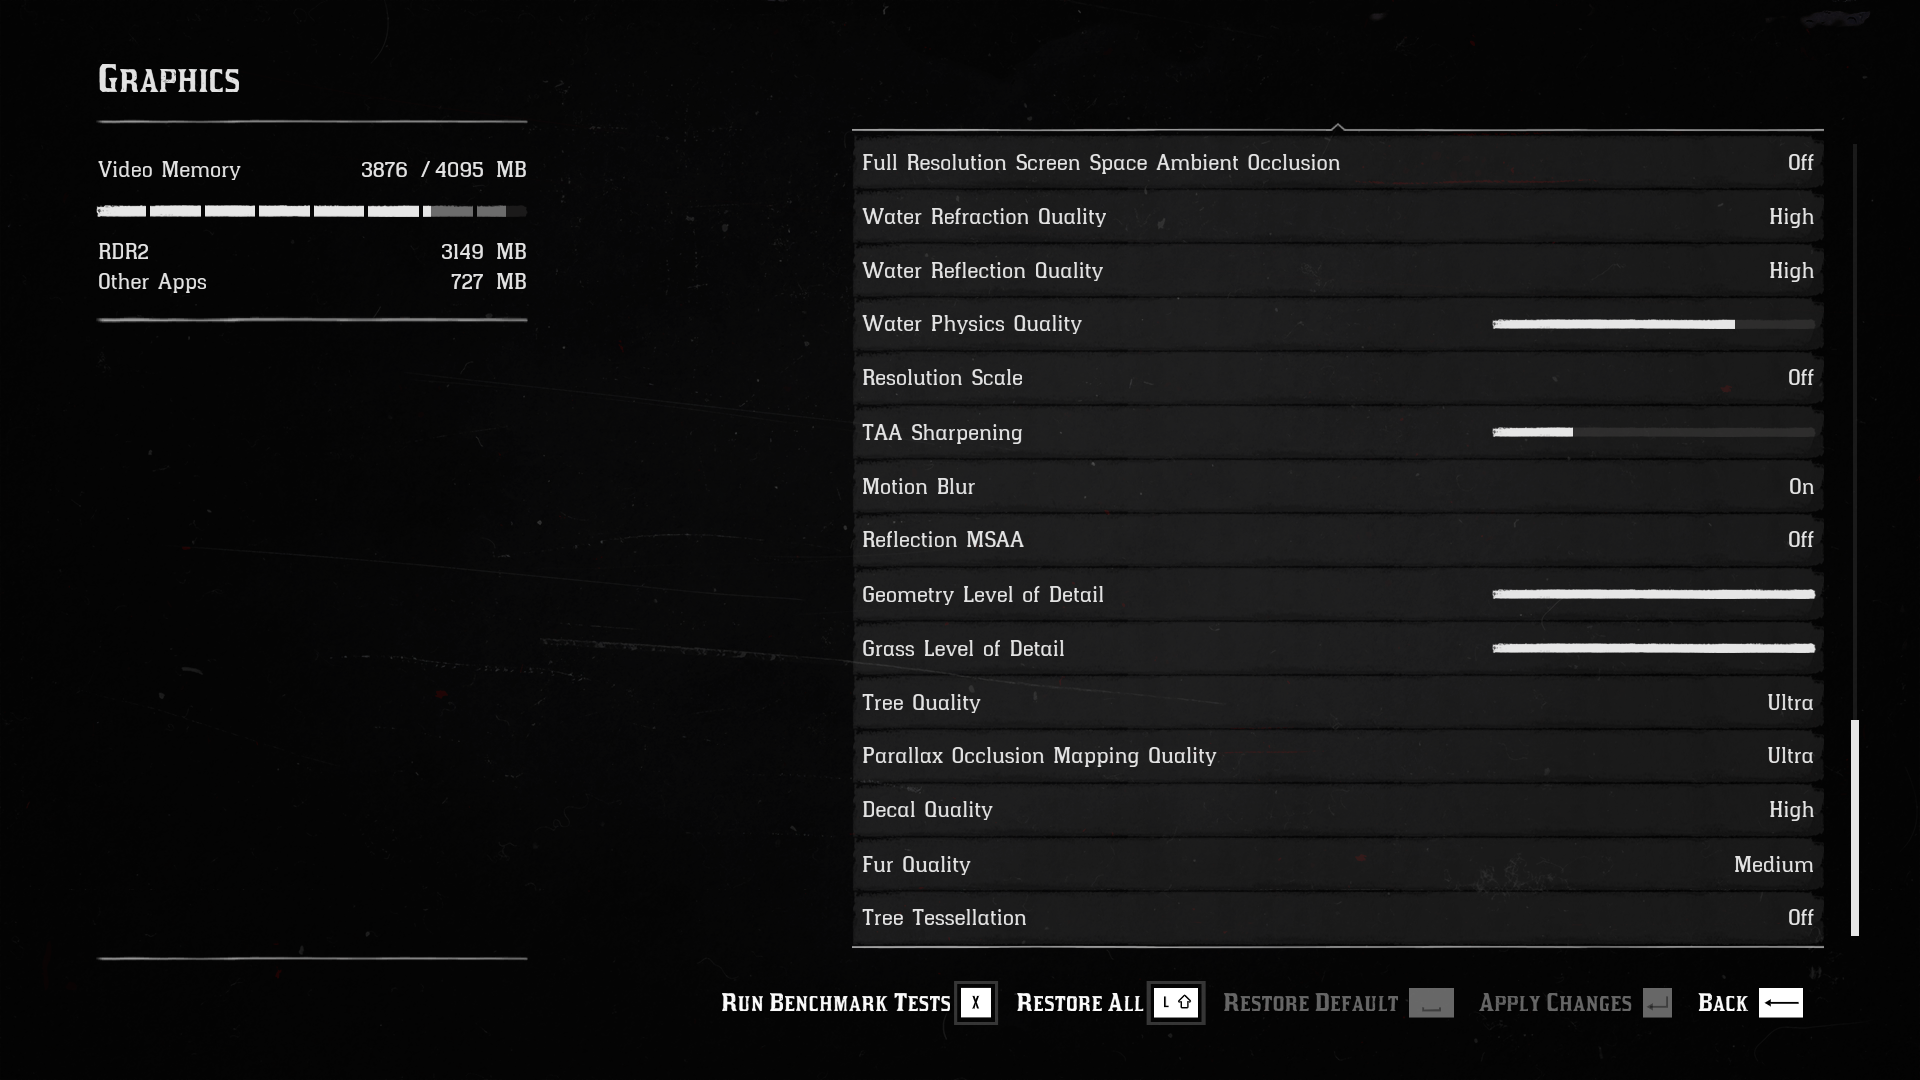 GRAPHICS
Video Memory 3876 / 4095 MB
RDR2 3149 MB
Other Apps 727 MB
Full Resolution Screen Space Ambient Occlusion Off
Water Refraction Quality High
Water Reflection Quality High
Water Physics Quality
Resolution Scale Off
TAA Sharpening
Motion Blur On
Reflection MSAA Off
Geometry Level of Detail
Grass Level of Detail
Tree Quality Ultra
Parallax Occlusion Mapping Quality Ultra
Decal Quality High
Fur Quality Medium
Tree Tessellation Off
RUN BENCHMARK TESTS X RESTORE ALL L RESTORE DEFAULT APPLY CHANGES BACK